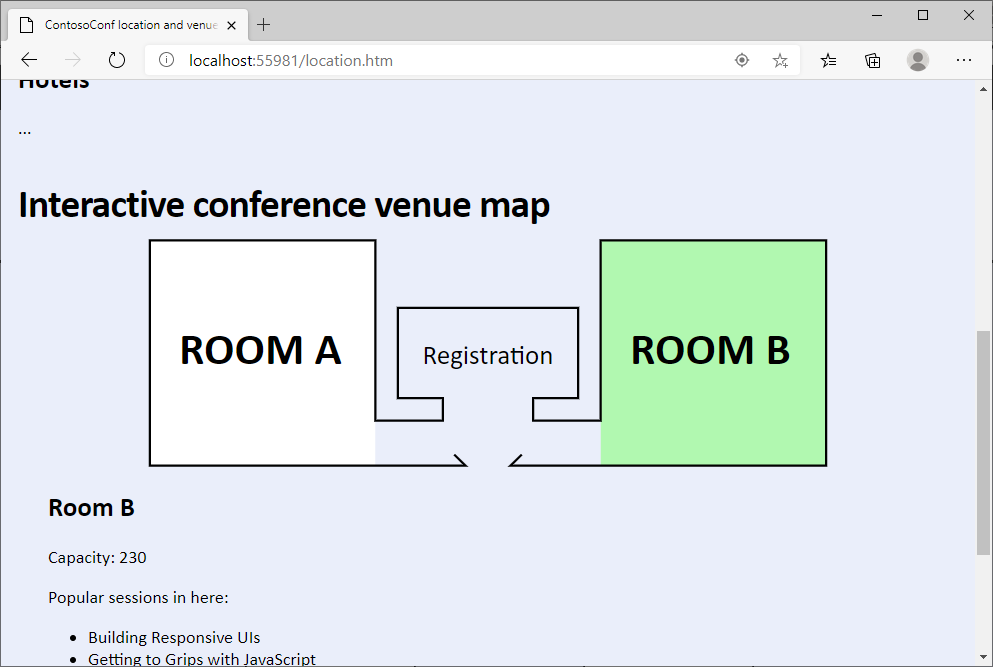 ContosoConf location and venue
localhost:55981/location.htm
Hotels
...
Interactive conference venue map
ROOM A
Registration
ROOM B
Room B
Capacity: 230
Popular sessions in here:
• Building Responsive UIs
• Getting to Grips with JavaScript